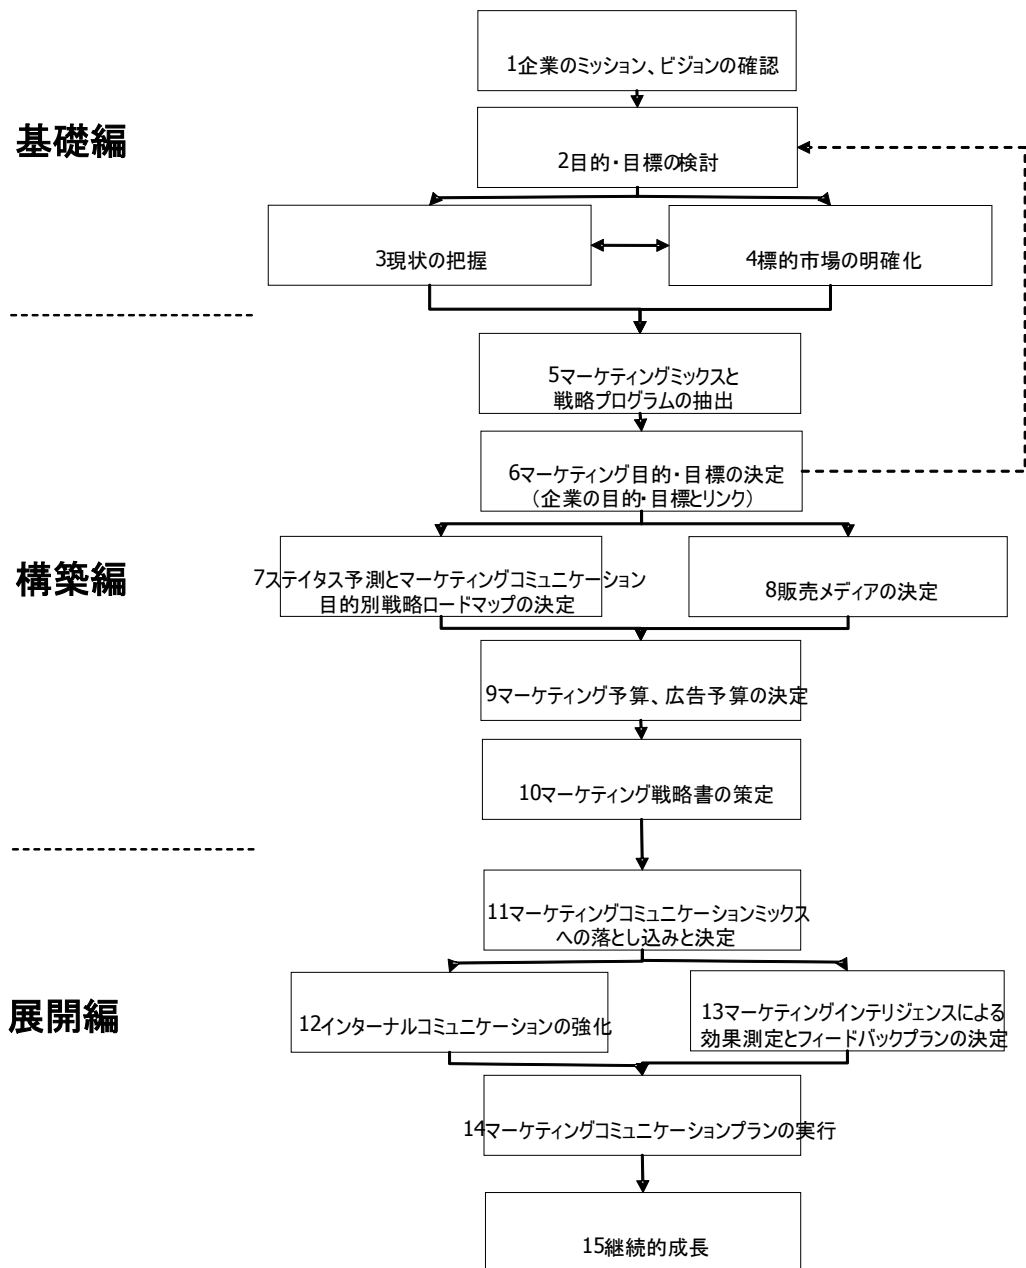 1企業のミッション、ビジョンの確認
基礎編
2目的・目標の検討
3現状の把握
4標的市場の明確化
5マーケティングミックスと
戦略プログラムの抽出
6マーケティング目的・目標の決定
（企業の目的・目標とリンク）
構築編
7ステイタス予測とマーケティングコミュニケーション
目的別戦略ロードマップの決定
8販売メディアの決定
9マーケティング予算、広告予算の決定
10マーケティング戦略書の策定
11マーケティングコミュニケーションミックス
への落とし込みと決定
展開編
12インターナルコミュニケーションの強化
13マーケティングインテリジェンスによる
効果測定とフィードバックプランの決定
14マーケティングコミュニケーションプランの実行
15継続的成長